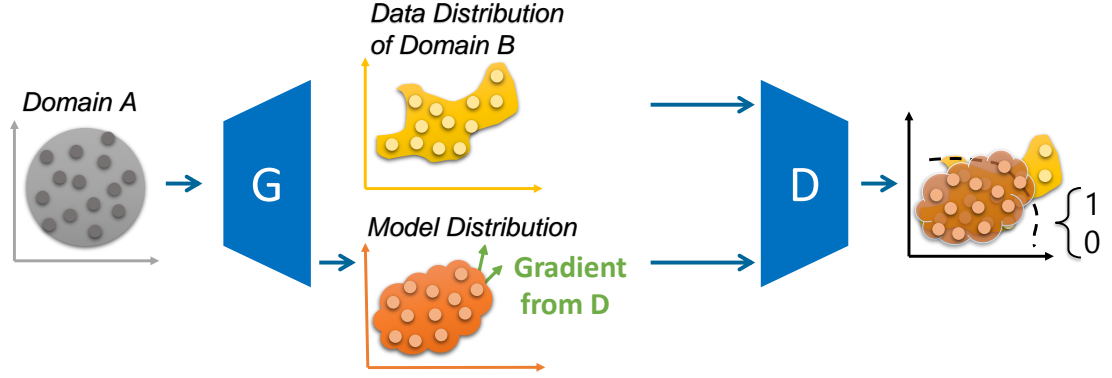 Domain A
G
Data Distribution
of Domain B
Model Distribution
Gradient
from D
D
1
0